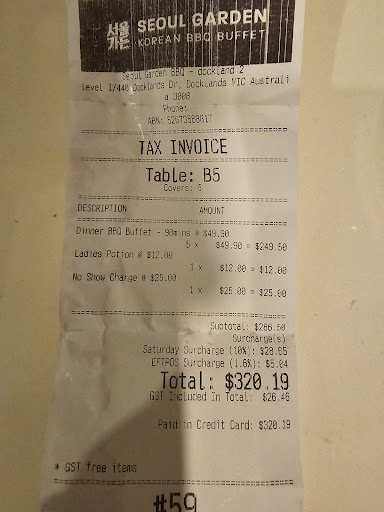 서울
가든
SEOUL GARDEN
KOREAN BBQ BUFFET
Seoul Garden BBQ - dockland 2
Level 1/440 Docklands Dr, Docklands VIC Australi
a 3008
Phone:
ABN: 52673588817
TAX INVOICE
Table: B5
Covers: 6
DESCRIPTION AMOUNT
Dinner BBQ Buffet - 90mins @ $49.90
5 x $49.90 = $249.50
Ladies Potion @ $12.00
1 x $12.00 = $12.00
No Show Charge @ $25.00
1 x $25.00 = $25.00
Subtotal: $286.50
Surcharge(s)
Saturday Surcharge (10%): $28.65
EFTPOS Surcharge (1.6%): $5.04
Total: $320.19
GST Included In Total: $26.46
Paid in Credit Card: $320.19
* GST free items
#59